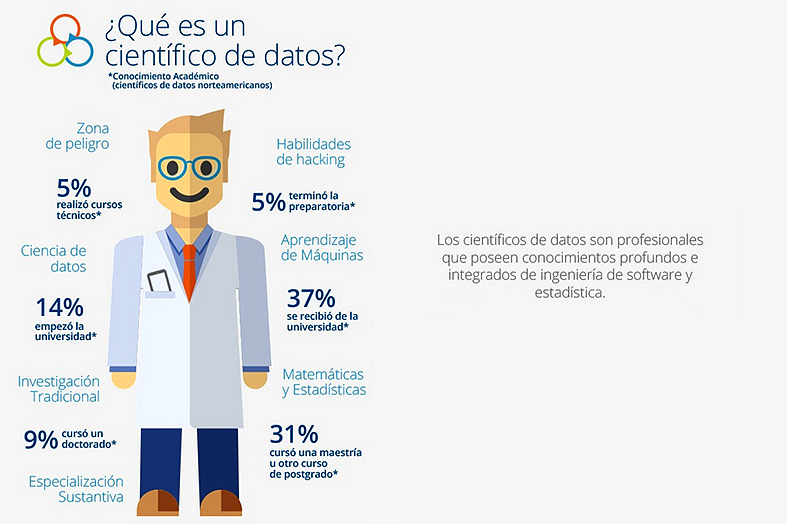 ¿Qué es un
científico de datos?
*Conocimiento Académico
(científicos de datos norteamericanos)
Zona
de peligro
5%
realizó cursos
técnicos*
Ciencia de
datos
14%
empezó la
universidad*
Investigación
Tradicional
9% cursó un
doctorado*
Especialización
Sustantiva
Habilidades
de hacking
5% terminó la
preparatoria*
Aprendizaje
de Máquinas
37%
se recibió de la
universidad*
Matemáticas
y Estadísticas
31%
cursó una maestría
u otro curso
de postgrado*
Los científicos de datos son profesionales
que poseen conocimientos profundos e
integrados de ingeniería de software y
estadística.